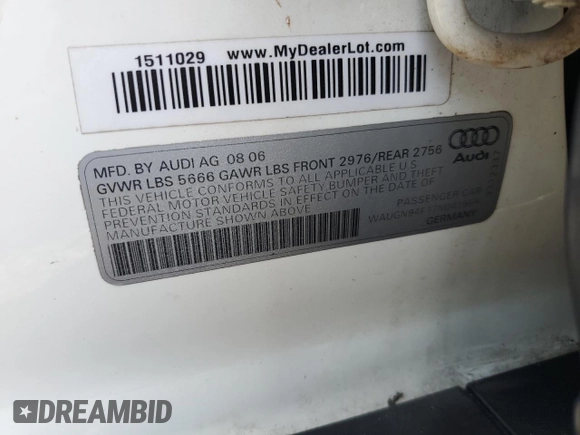 1511029 www.MyDealerLot.com
MFD. BY AUDI AG 08 06
GVWR LBS 5666 GAWR LBS FRONT 2976/REAR 2756
THIS VEHICLE CONFORMS TO ALL APPLICABLE U.S
FEDERAL MOTOR VEHICLE SAFETY BUMPER AND THEFT
PREVENTION STANDARDS IN EFFECT ON THE DATE OF
MANUFACTURE SHOWN ABOVE
Audi
PASSENGER CAR
GERMANY
DREAMBID